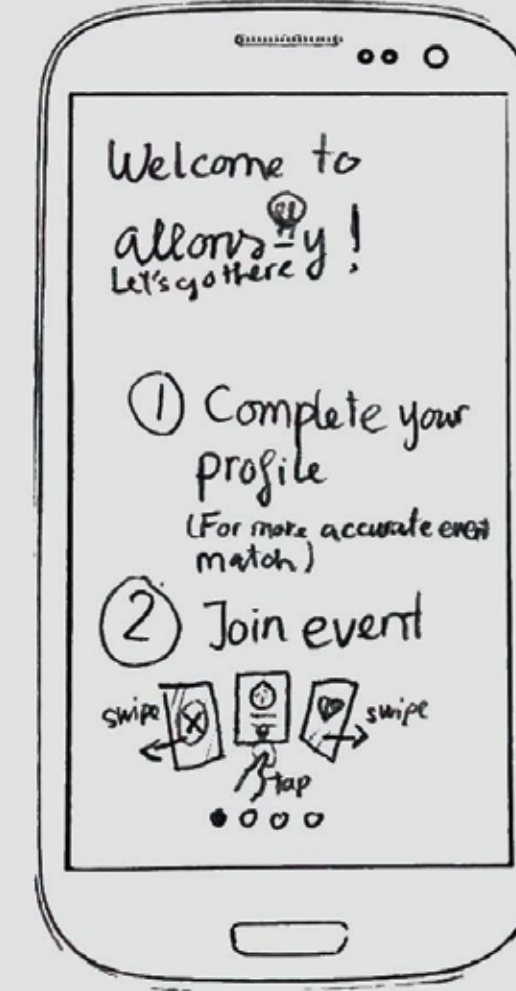 Welcome to
allons-y!
Let's go there
1 Complete your
profile
(For more accurate event
match)
2 Join event
swipe swipe
tap